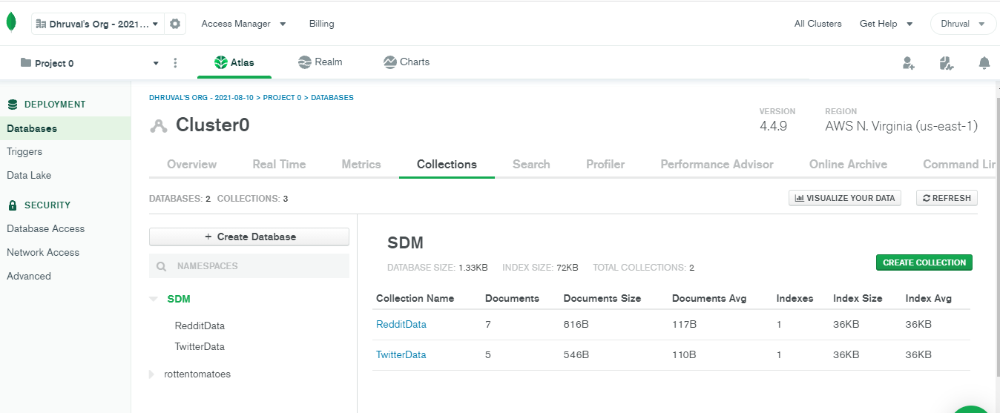 Dhruval's Org - 2021... Access Manager Billing All Clusters Get Help Dhruval
Project 0 Atlas Realm Charts
DEPLOYMENT
Databases
Triggers
Data Lake
SECURITY
Database Access
Network Access
Advanced
DHRUVAL'S ORG - 2021-08-10 > PROJECT 0 > DATABASES
Cluster0
VERSION
4.4.9
REGION
AWS N. Virginia (us-east-1)
Overview Real Time Metrics Collections Search Profiler Performance Advisor Online Archive Command Lin
DATABASES: 2 COLLECTIONS: 3
VISUALIZE YOUR DATA
REFRESH
+ Create Database
NAMESPACES
SDM
RedditData
TwitterData
rottentomatoes
SDM
DATABASE SIZE: 1.33KB INDEX SIZE: 72KB TOTAL COLLECTIONS: 2
CREATE COLLECTION
Collection Name Documents Documents Size Documents Avg Indexes Index Size Index Avg
RedditData 7 816B 117B 1 36KB 36KB
TwitterData 5 546B 110B 1 36KB 36KB